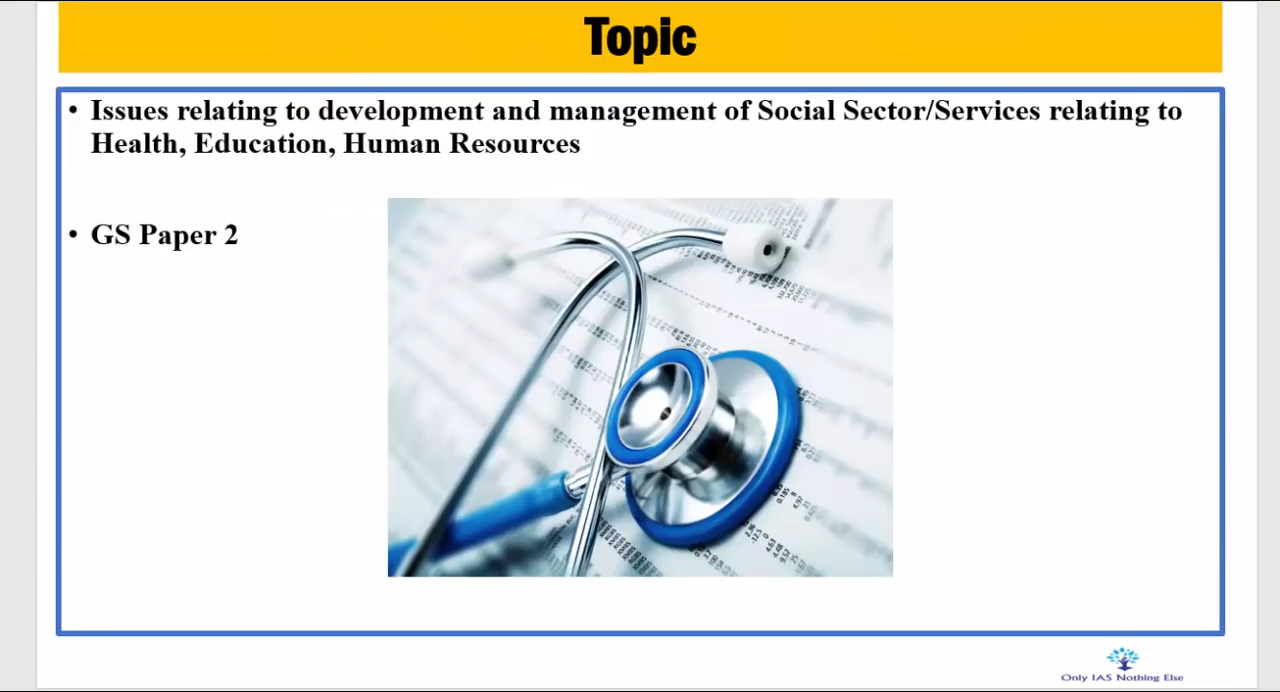 Topic
• Issues relating to development and management of Social Sector/Services relating to
Health, Education, Human Resources
• GS Paper 2
Only IAS Nothing Else